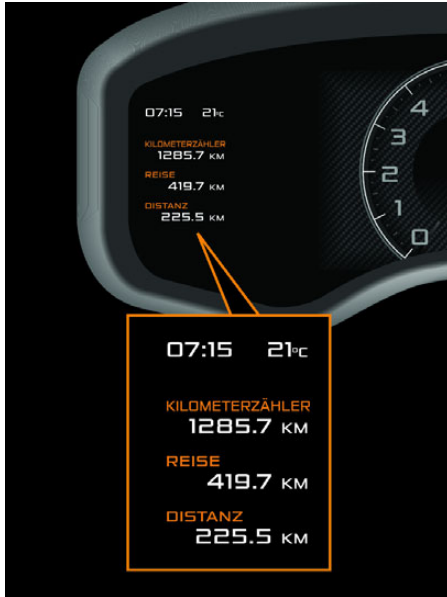 07:15 21°C
KILOMETERZÄHLER
1285.7 KM
REISE
419.7 KM
DISTANZ
225.5 KM
4
3
2
1
0
07:15 21°C
KILOMETERZÄHLER
1285.7 KM
REISE
419.7 KM
DISTANZ
225.5 KM